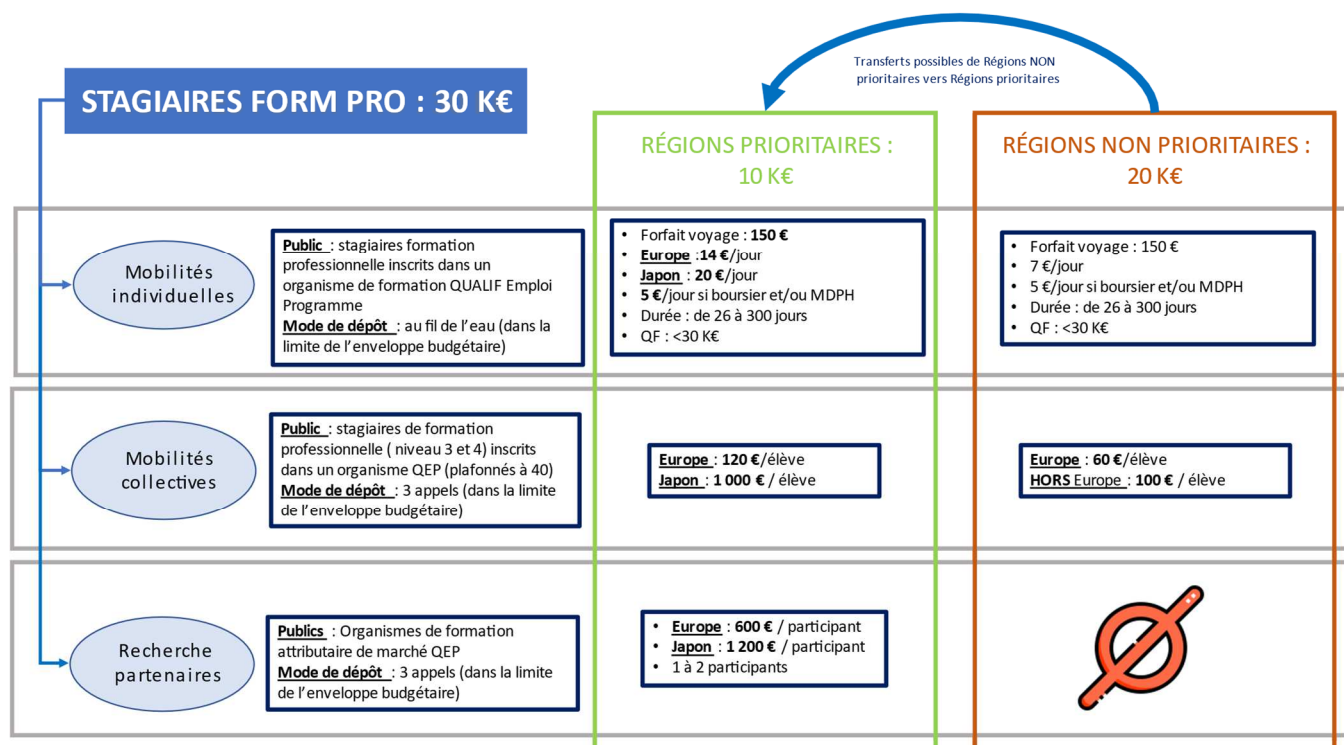 Transferts possibles de Régions NON
prioritaires vers Régions prioritaires
STAGIAIRES FORM PRO : 30 K€
RÉGIONS PRIORITAIRES :
10 K€
RÉGIONS NON PRIORITAIRES :
20 K€
Mobilités
individuelles
Public : stagiaires formation
professionnelle inscrits dans un
organisme de formation QUALIF Emploi
Programme
Mode de dépôt : au fil de l’eau (dans la
limite de l’enveloppe budgétaire)
• Forfait voyage : 150 €
• Europe :14 €/jour
• Japon : 20 €/jour
• 5 €/jour si boursier et/ou MDPH
• Durée : de 26 à 300 jours
• QF : <30 K€
• Forfait voyage : 150 €
• 7 €/jour
• 5 €/jour si boursier et/ou MDPH
• Durée : de 26 à 300 jours
• QF : <30 K€
Mobilités
collectives
Public : stagiaires de formation
professionnelle ( niveau 3 et 4) inscrits
dans un organisme QEP (plafonnés à 40)
Mode de dépôt : 3 appels (dans la limite
de l’enveloppe budgétaire)
Europe : 120 €/élève
Japon : 1 000 € / élève
Europe : 60 €/élève
HORS Europe : 100 € / élève
Recherche
partenaires
Publics : Organismes de formation
attributaire de marché QEP
Mode de dépôt : 3 appels (dans la limite
de l’enveloppe budgétaire)
• Europe : 600 € / participant
• Japon : 1 200 € / participant
• 1 à 2 participants